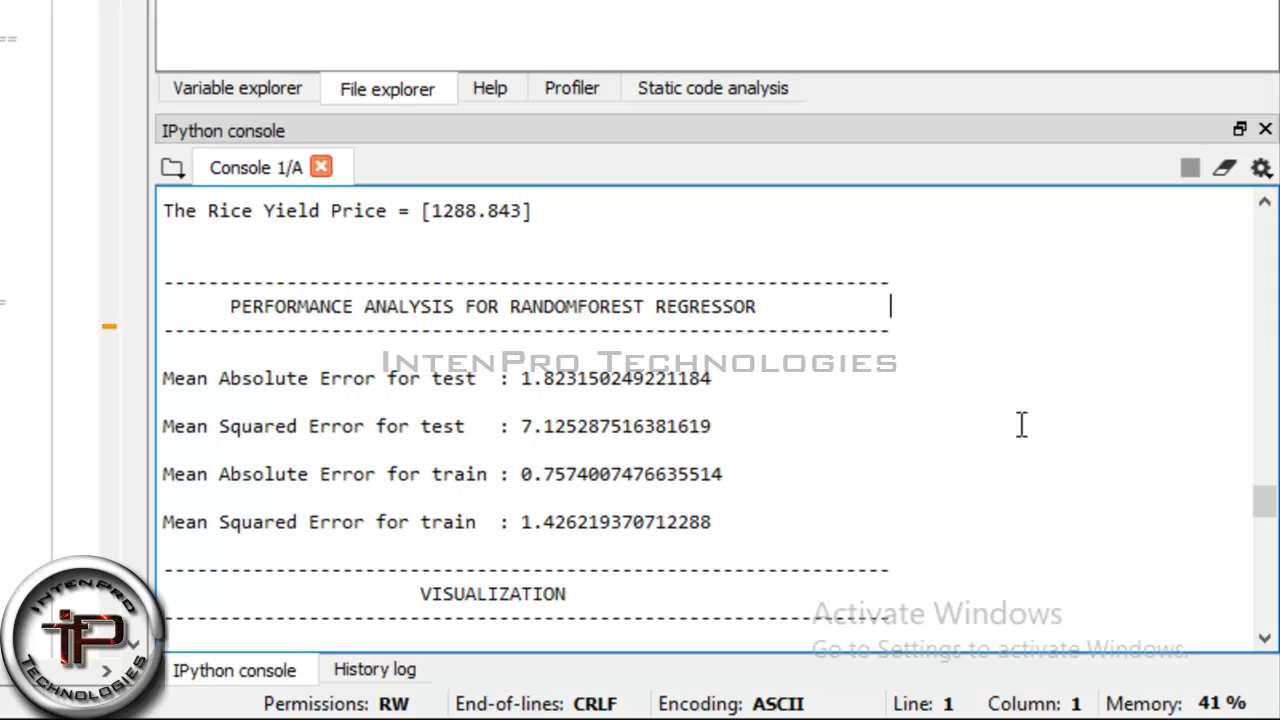 ==
Variable explorer File explorer Help Profiler Static code analysis
IPython console
Console 1/A
The Rice Yield Price = [1288.843]
----------------------------------------------------------------
PERFORMANCE ANALYSIS FOR RANDOMFOREST REGRESSOR
----------------------------------------------------------------
INTENPRO TECHNOLOGIES
=
Mean Absolute Error for test : 1.823150249221184
Mean Squared Error for test : 7.125287516381619
Mean Absolute Error for train : 0.7574007476635514
Mean Squared Error for train : 1.426219370712288
----------------------------------------------------------------
VISUALIZATION
----------------------------------------------------------------
Activate Windows
Go to Settings to activate Windows.
INTENPRO
iP
TECHNOLOGIES
IPython console History log
Permissions: RW End-of-lines: CRLF Encoding: ASCII Line: 1 Column: 1 Memory: 41 %